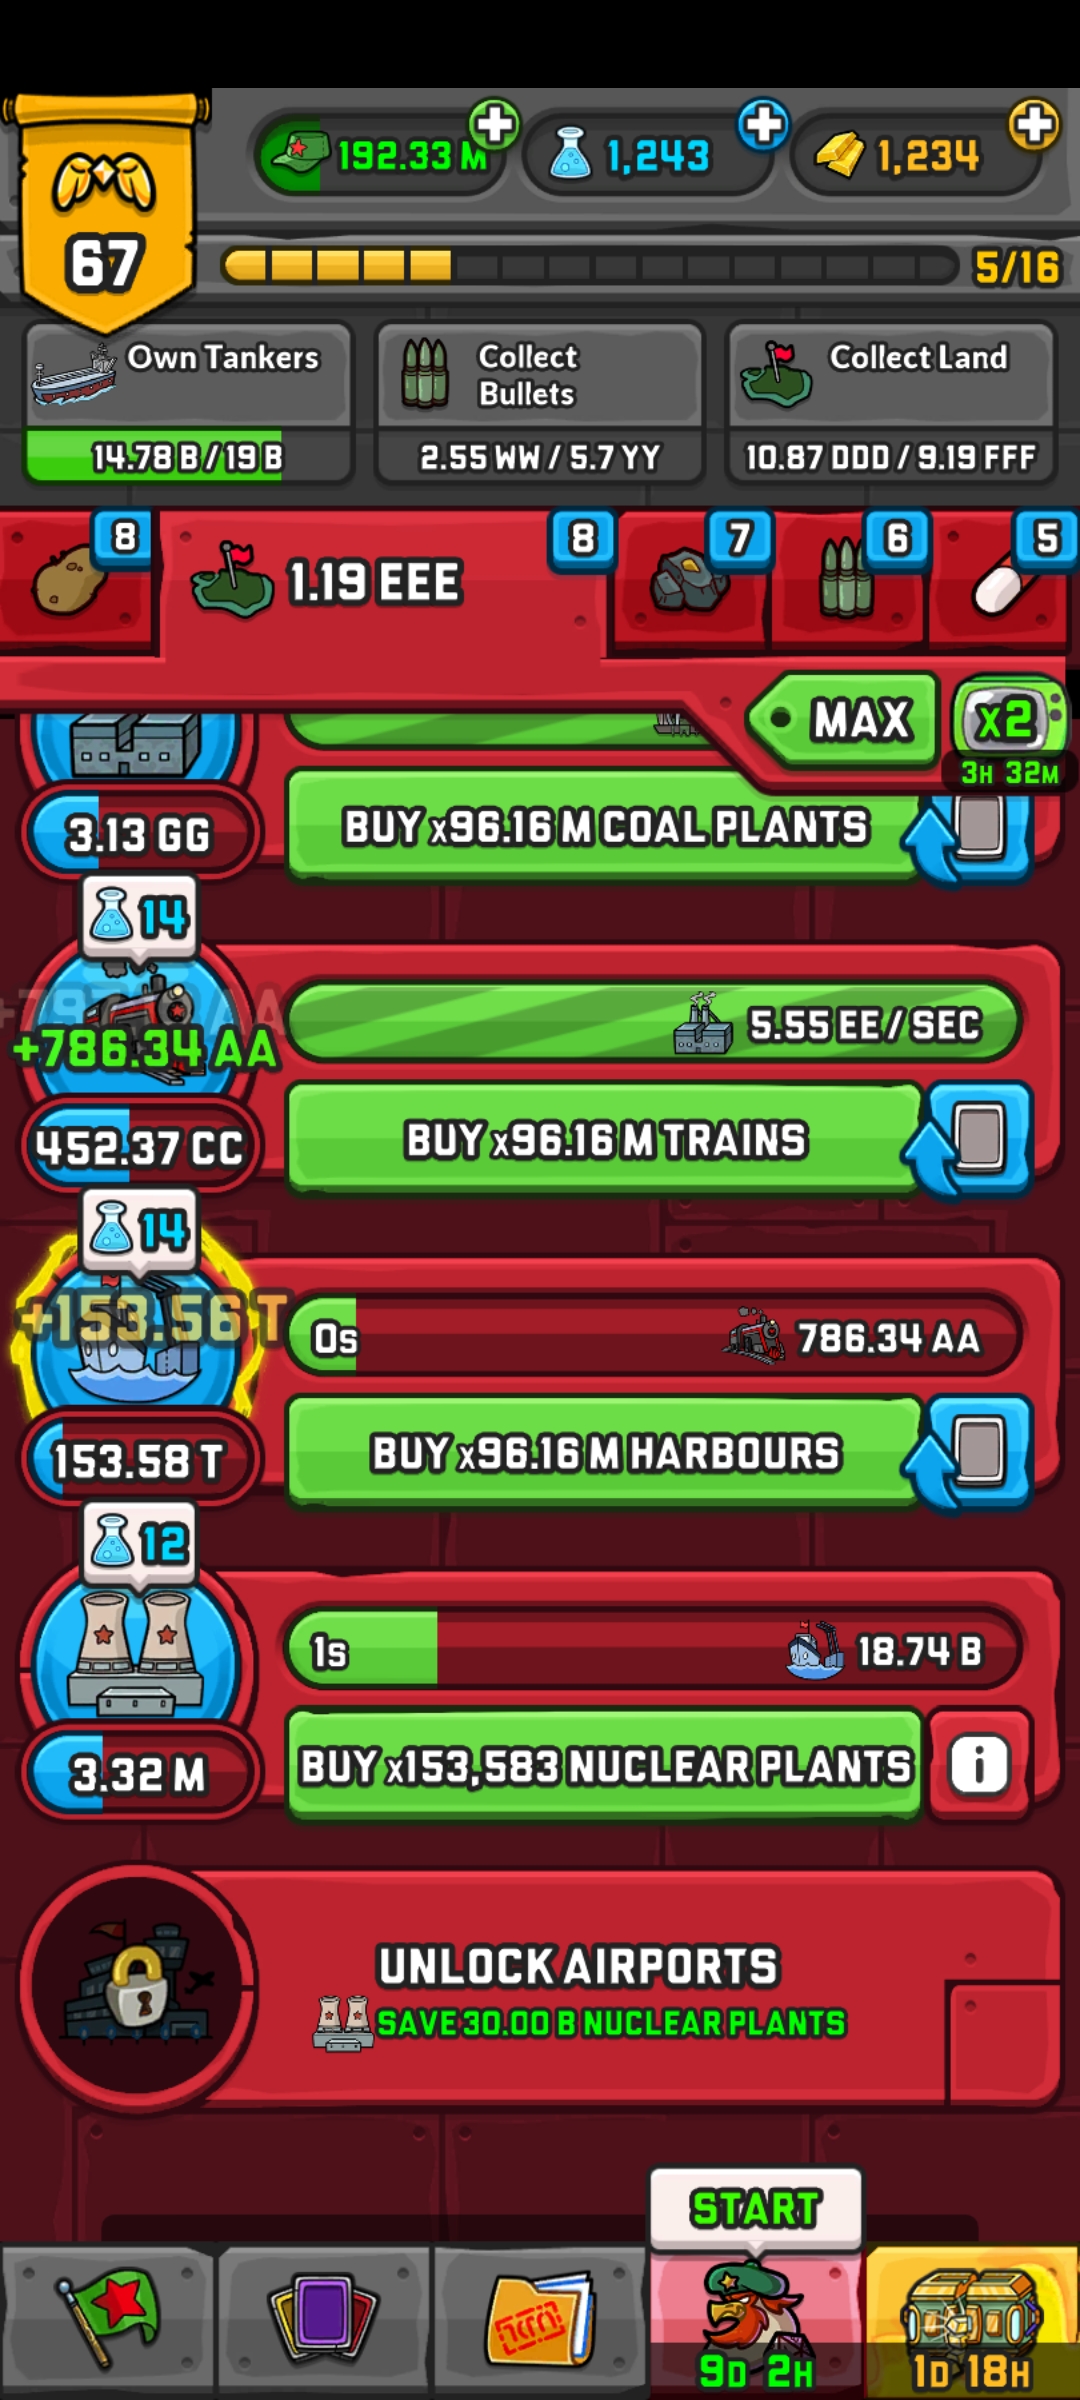 192.33 M
1,243
1,234
67
5/16
Own Tankers
14.78 B / 19 B
Collect
Bullets
2.55 WW / 5.7 YY
Collect Land
10.87 DDD / 9.19 FFF
8
1.19 EEE
8
7
6
5
MAX
x2
3H 32M
3.13 GG
BUY x96.16 M COAL PLANTS
14
+786.34 AA
5.55 EE / SEC
452.37 CC
BUY x96.16 M TRAINS
14
+153.56 T
0s
786.34 AA
153.58 T
BUY x96.16 M HARBOURS
12
1s
18.74 B
3.32 M
BUY x153,583 NUCLEAR PLANTS
i
UNLOCK AIRPORTS
SAVE 30.00 B NUCLEAR PLANTS
START
9D 2H
1D 18H